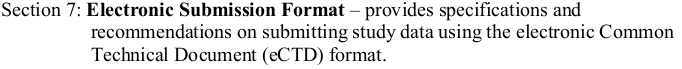 Section 7: Electronic Submission Format – provides specifications and
recommendations on submitting study data using the electronic Common
Technical Document (eCTD) format.